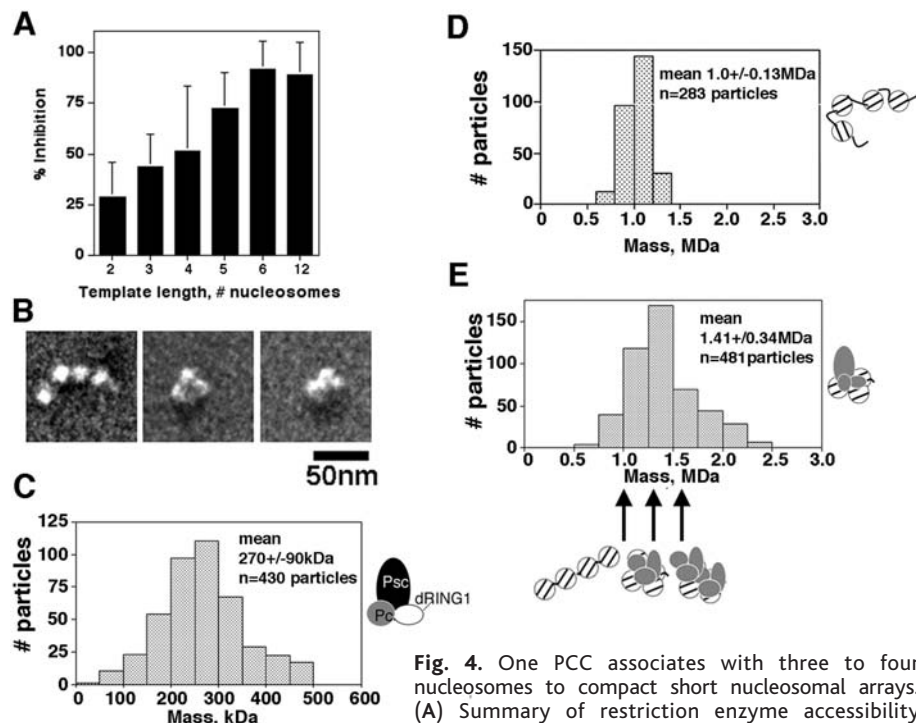 A
100
75
50
25
0
% Inhibition
2 3 4 5 6 12
Template length, # nucleosomes
B
50nm
C
125
100
75
50
25
0
# particles
mean
270+/-90kDa
n=430 particles
0 100 200 300 400 500 600
Mass, kDa
Psc
Pc
dRING1
D
150
100
50
0
# particles
mean 1.0+/-0.13MDa
n=283 particles
0 0.5 1.0 1.5 2.0 2.5 3.0
Mass, MDa
E
150
100
50
0
# particles
mean
1.41+/0.34MDa
n=481particles
0 0.5 1.0 1.5 2.0 2.5 3.0
Mass, MDa
Fig. 4. One PCC associates with three to four
nucleosomes to compact short nucleosomal arrays.
(A) Summary of restriction enzyme accessibility